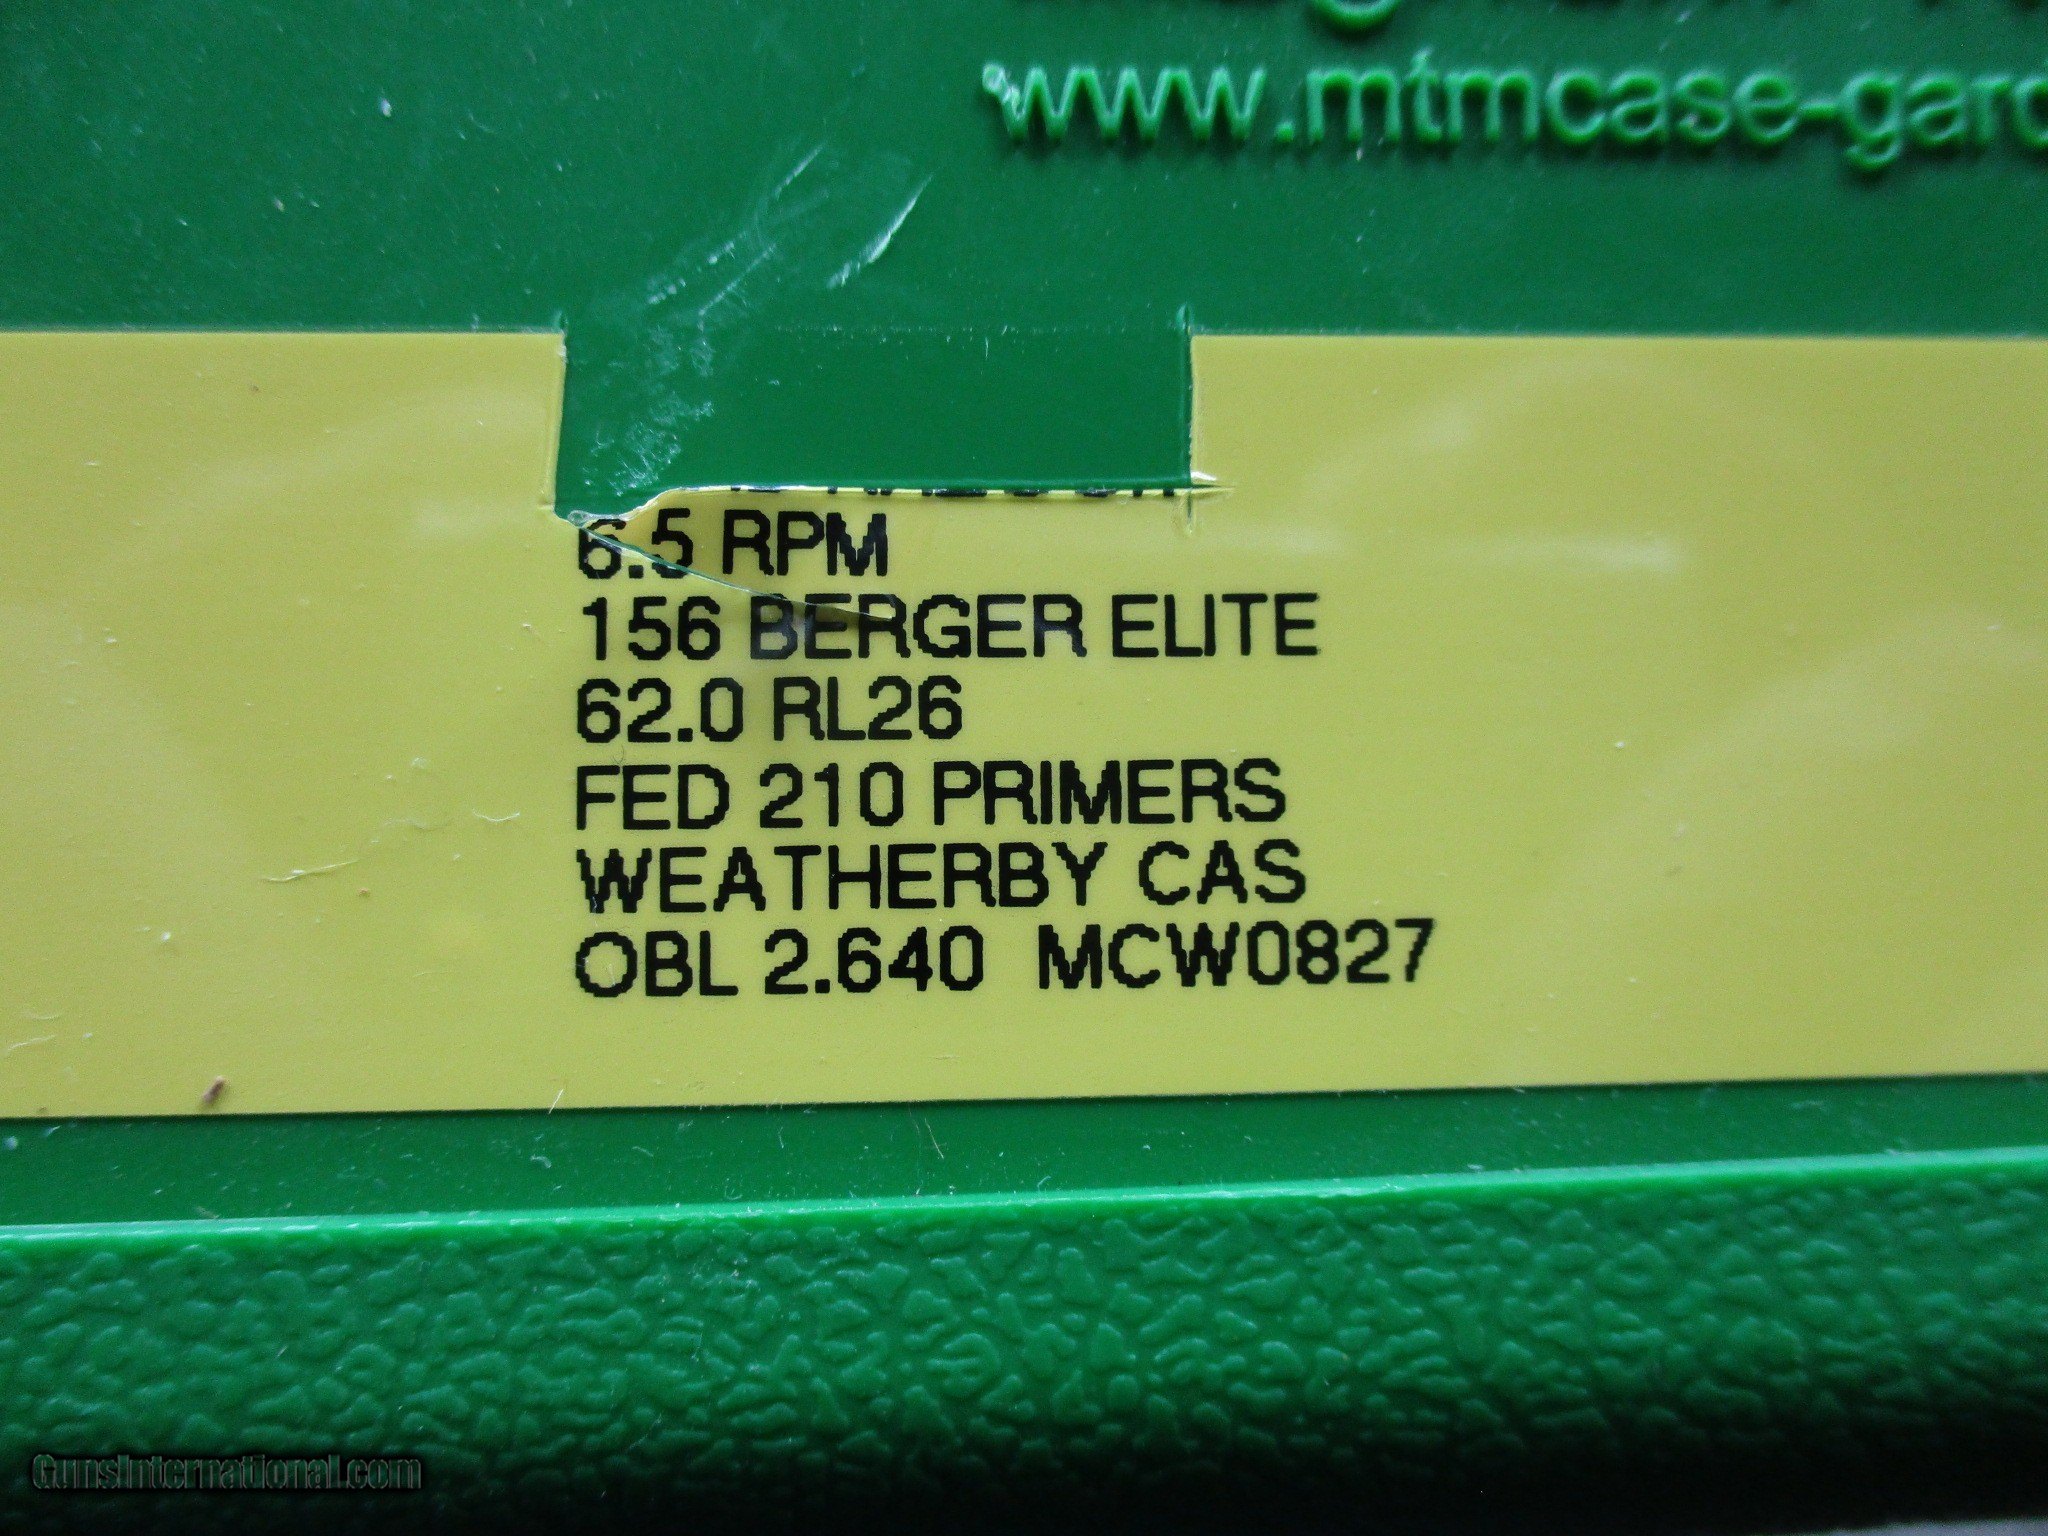 www.mtmcase-gard
6.5 RPM
156 BERGER ELITE
62.0 RL26
FED 210 PRIMERS
WEATHERBY CAS
OBL 2.640 MCW0827
GunsInternational.com